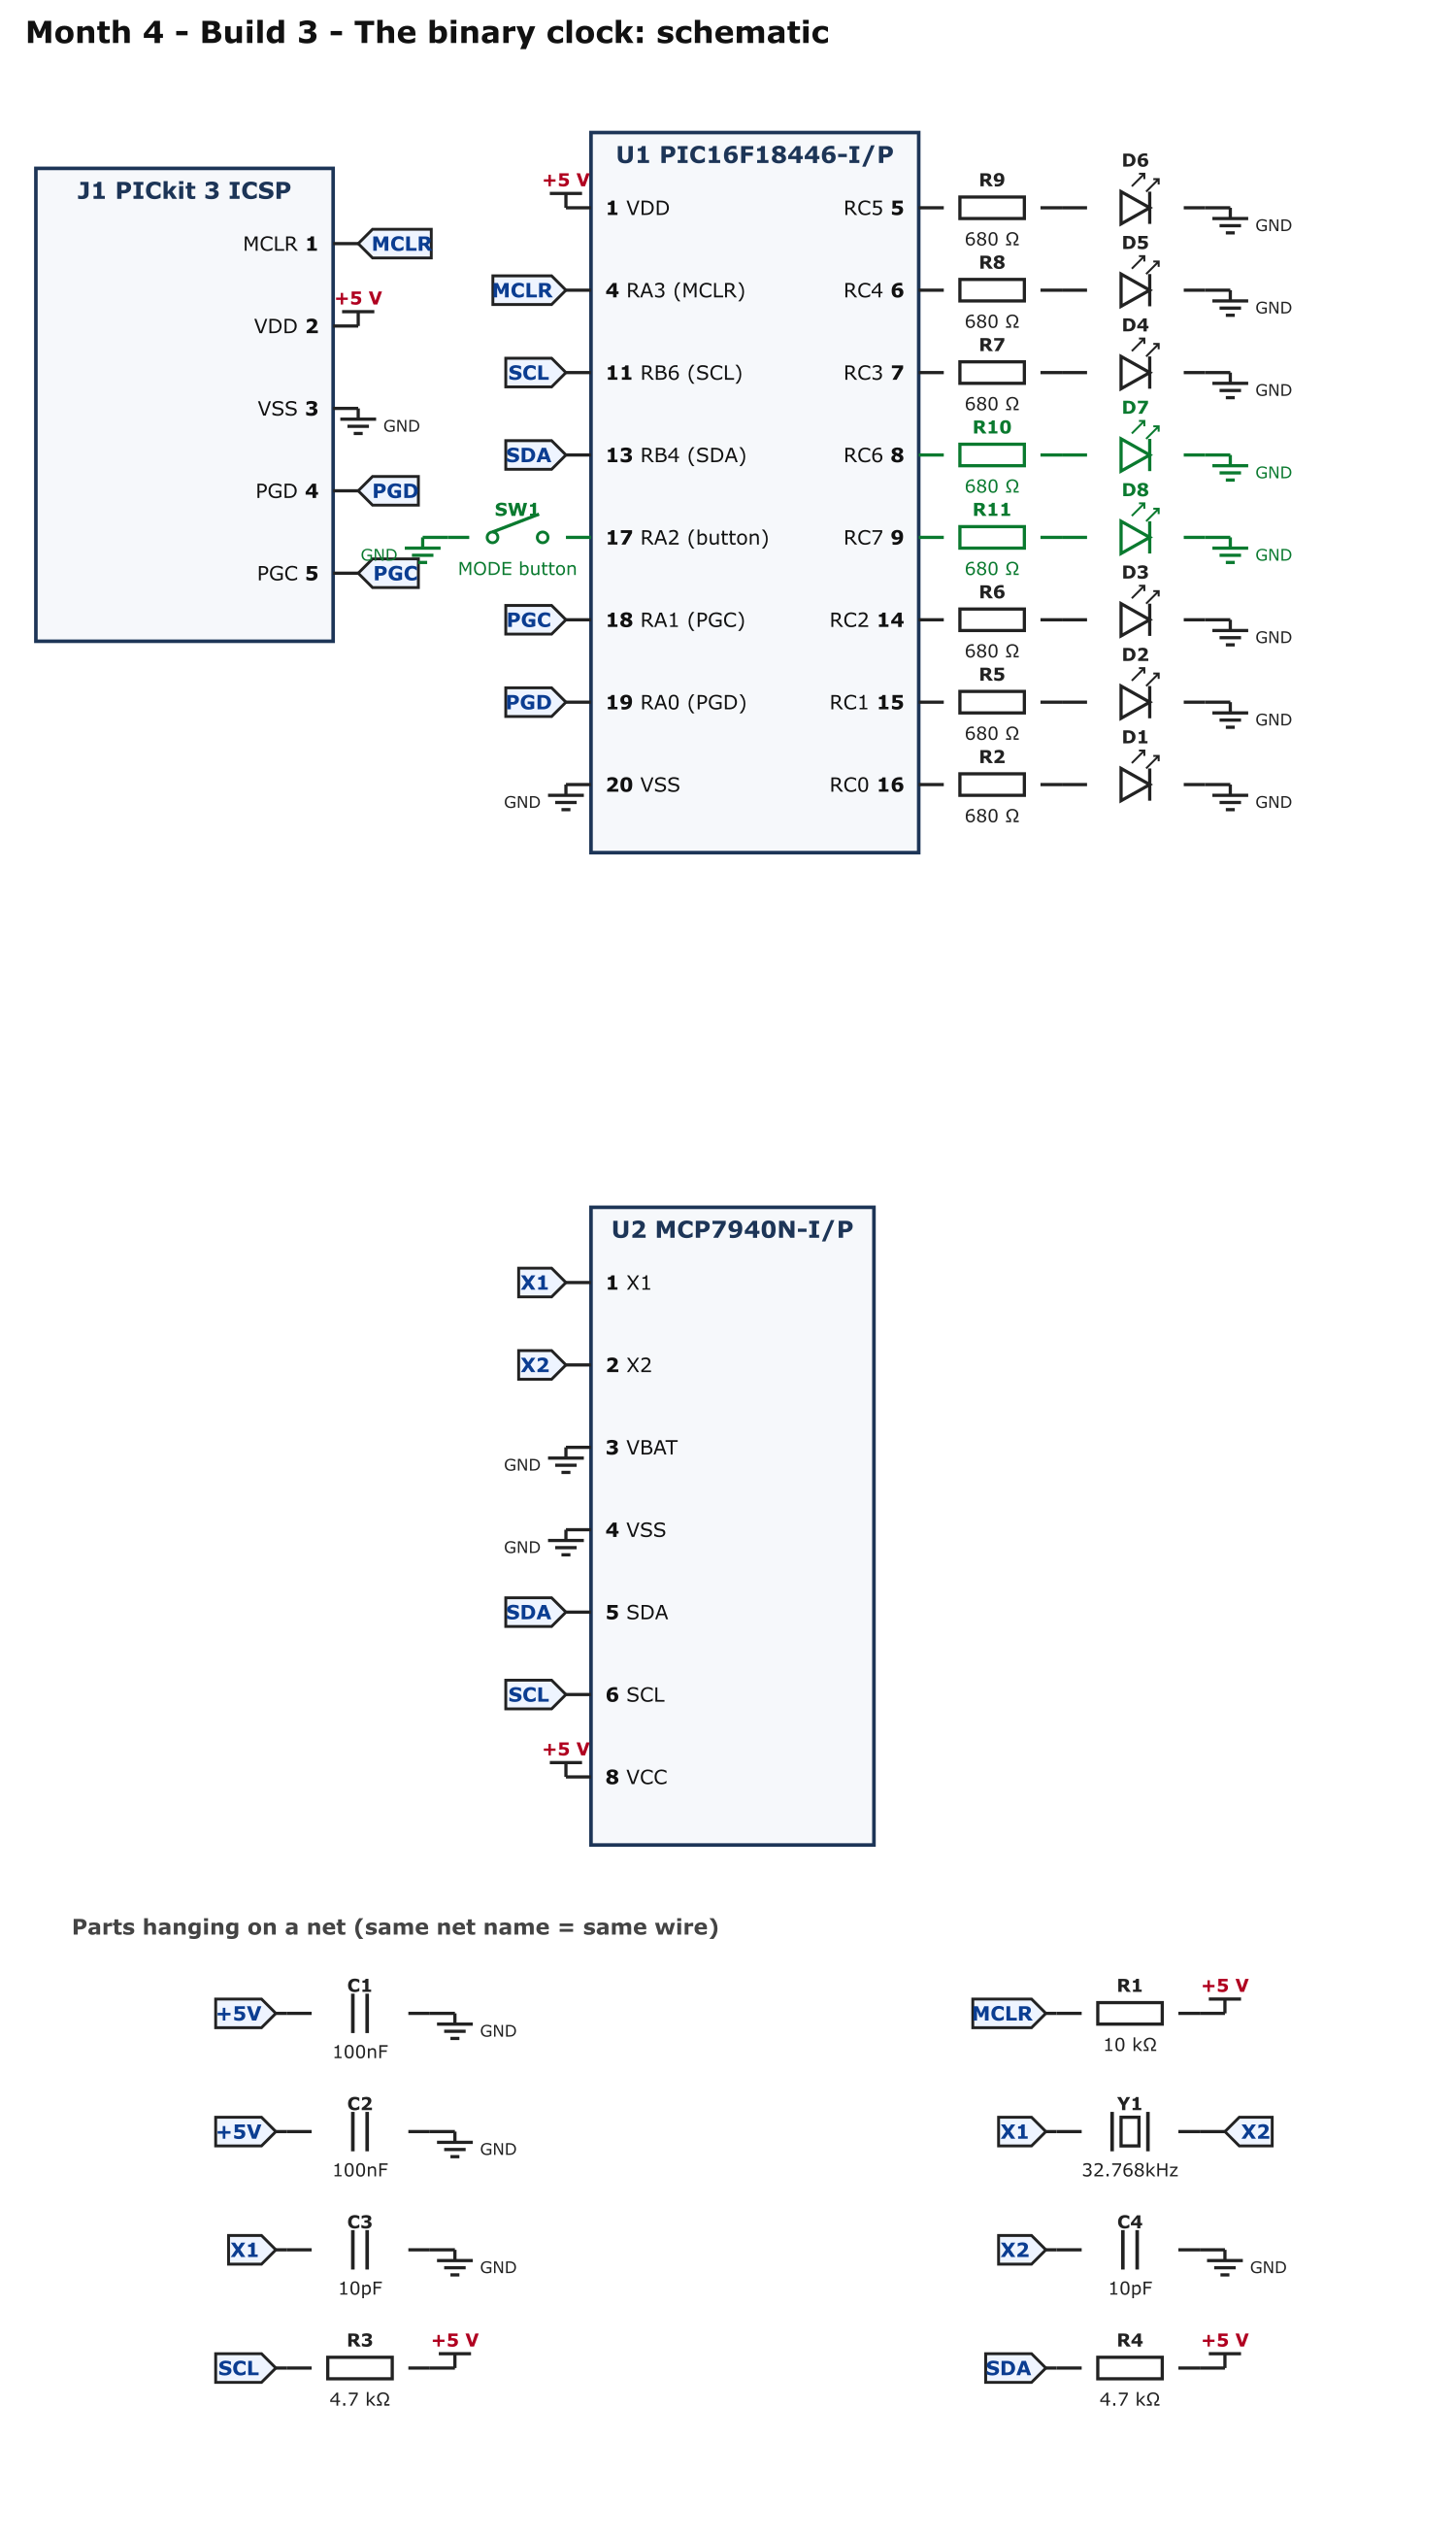 Month 4 - Build 3 - The binary clock: schematic
J1 PICkit 3 ICSP
MCLR 1
MCLR
VDD 2
+5 V
VSS 3
GND
PGD 4
PGD
PGC 5
PGC
U1 PIC16F18446-I/P
+5 V
1 VDD
MCLR
4 RA3 (MCLR)
SCL
11 RB6 (SCL)
SDA
13 RB4 (SDA)
GND
SW1
MODE button
17 RA2 (button)
PGC
18 RA1 (PGC)
PGD
19 RA0 (PGD)
GND
20 VSS
RC5 5
R9
680 Ω
D6
GND
RC4 6
R8
680 Ω
D5
GND
RC3 7
R7
680 Ω
D4
GND
RC6 8
R10
680 Ω
D7
GND
RC7 9
R11
680 Ω
D8
GND
RC2 14
R6
680 Ω
D3
GND
RC1 15
R5
680 Ω
D2
GND
RC0 16
R2
680 Ω
D1
GND
U2 MCP7940N-I/P
X1
1 X1
X2
2 X2
GND
3 VBAT
GND
4 VSS
SDA
5 SDA
SCL
6 SCL
+5 V
8 VCC
Parts hanging on a net (same net name = same wire)
+5V
C1
100nF
GND
MCLR
R1
10 kΩ
+5 V
+5V
C2
100nF
GND
X1
Y1
32.768kHz
X2
X1
C3
10pF
GND
X2
C4
10pF
GND
SCL
R3
4.7 kΩ
+5 V
SDA
R4
4.7 kΩ
+5 V